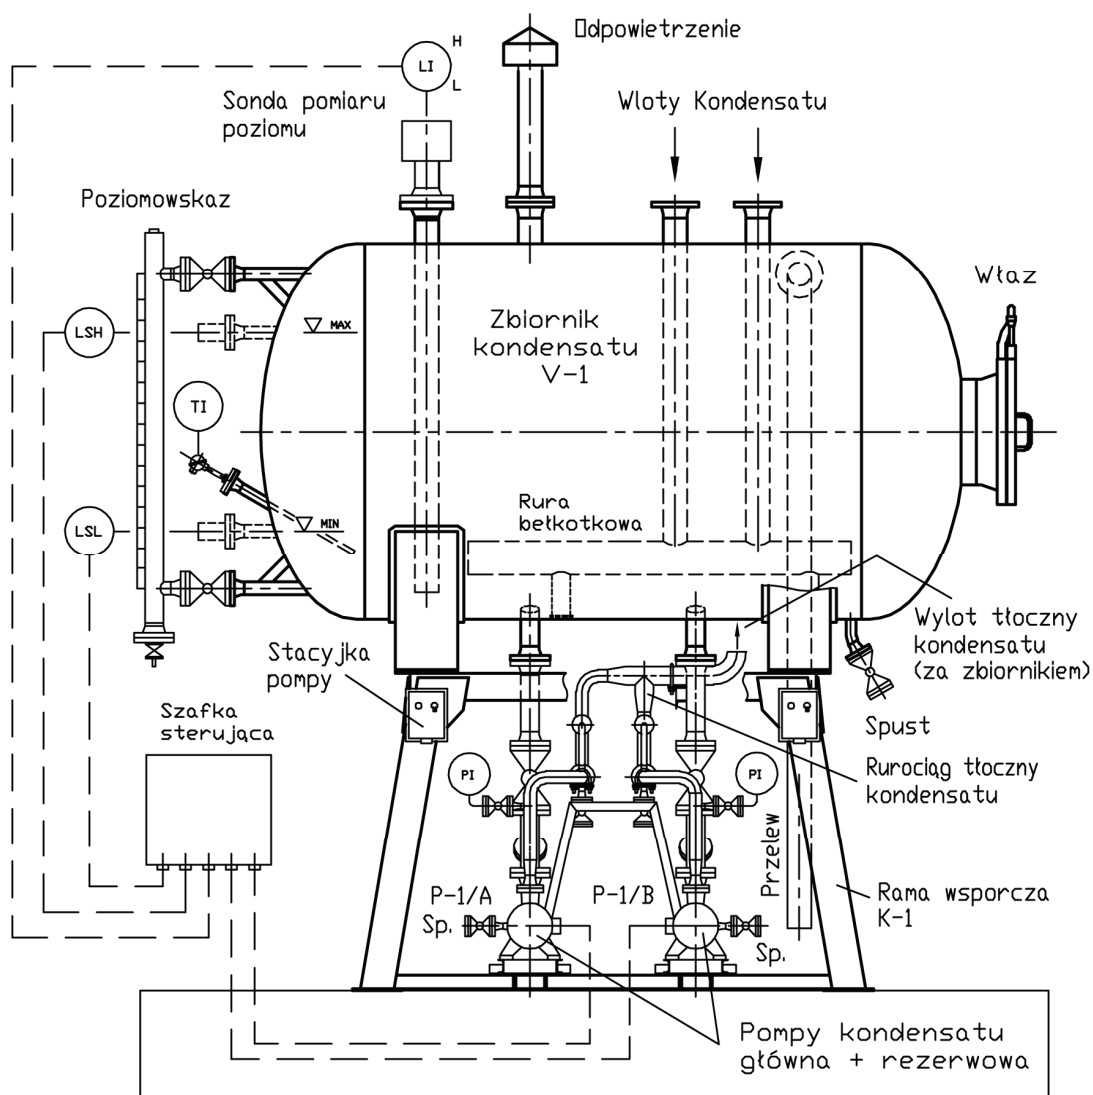 Odpowietrzenie
H
LI
L
Sonda pomiaru
poziomu
Wloty Kondensatu
Poziomowskaz
Właz
LSH
MAX
Zbiornik
kondensatu
V-1
TI
LSL
MIN
Rura
bełkotkowa
Wylot tłoczny
kondensatu
(za zbiornikiem)
Stacyjka
pompy
Spust
Szafka
sterująca
PI
PI
Rurociąg tłoczny
kondensatu
Przelew
P-1/A
P-1/B
Rama wsporcza
K-1
Sp.
Sp.
Pompy kondensatu
główna + rezerwowa